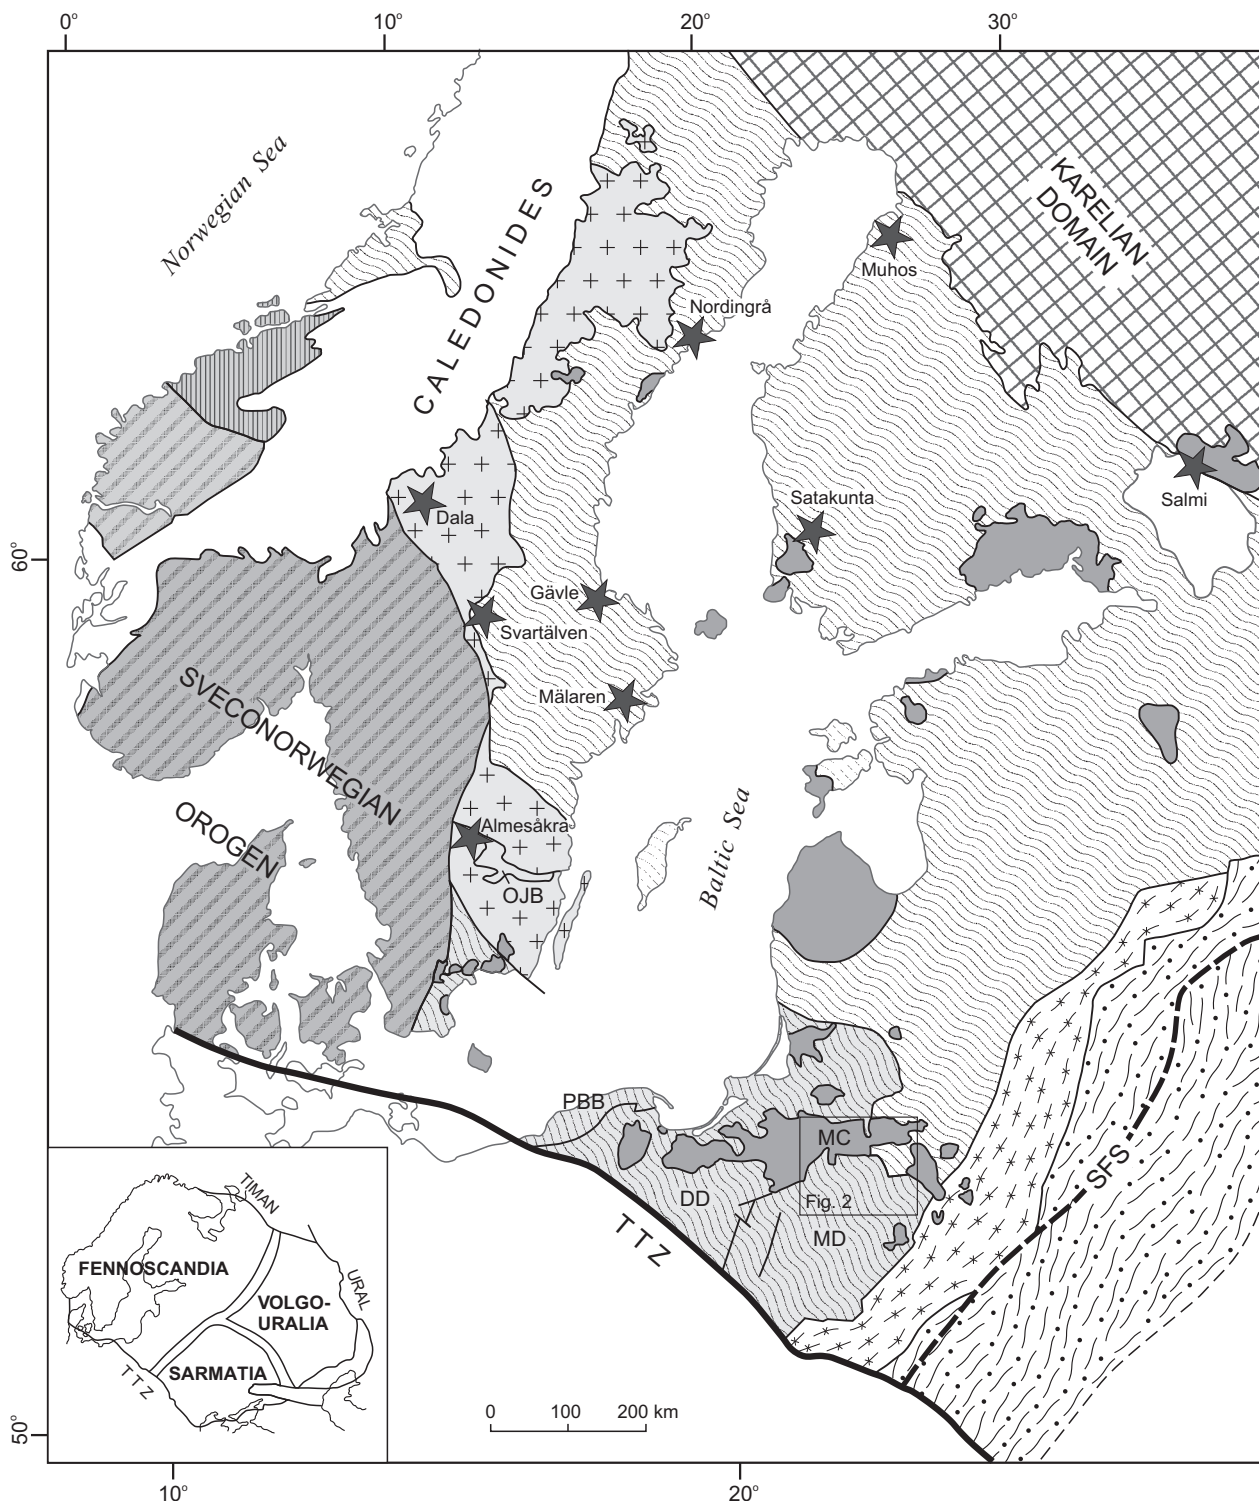 0°
10°
20°
30°
Norwegian Sea
CALEDONIDES
KARELIAN
DOMAIN
Muhos
Nordingrå
Dala
Satakunta
Salmi
60°
Gävle
Svartälven
Mälaren
SVECONORWEGIAN
OROGEN
Almesåkra
OJB
Baltic Sea
PBB
MC
SFS
DD
Fig. 2
MD
TTZ
TIMAN
FENNOSCANDIA
URAL
VOLGO-
URALIA
SARMATIA
TTZ
0 100 200 km
50°
10°
20°